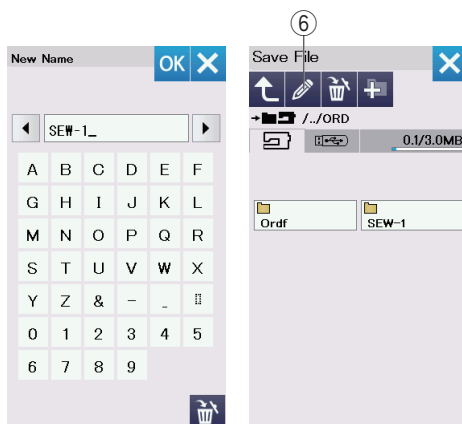 ⑥
New Name
OK
SEW-1_
A B C D E F
G H I J K L
M N O P Q R
S T U V W X
Y Z & - _
0 1 2 3 4 5
6 7 8 9
Save File
/../ORD
0.1/3.0MB
Ordf
SEW-1